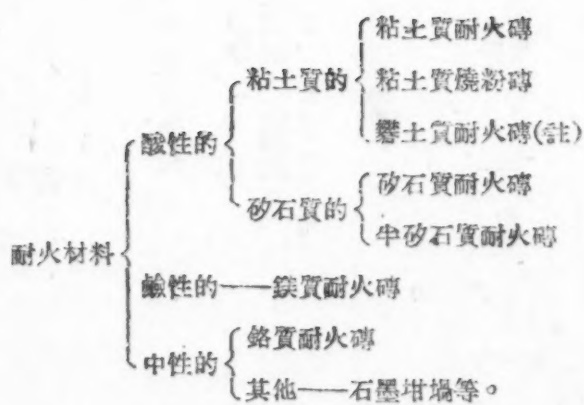 粘土質耐火磚
粘土質的
粘土質燒粉磚
礬土質耐火磚(註)
酸性的
矽石質耐火磚
矽石質的
半矽石質耐火磚
耐火材料
鹼性的——鎂質耐火磚
鉻質耐火磚
中性的
其他——石墨坩堝等。